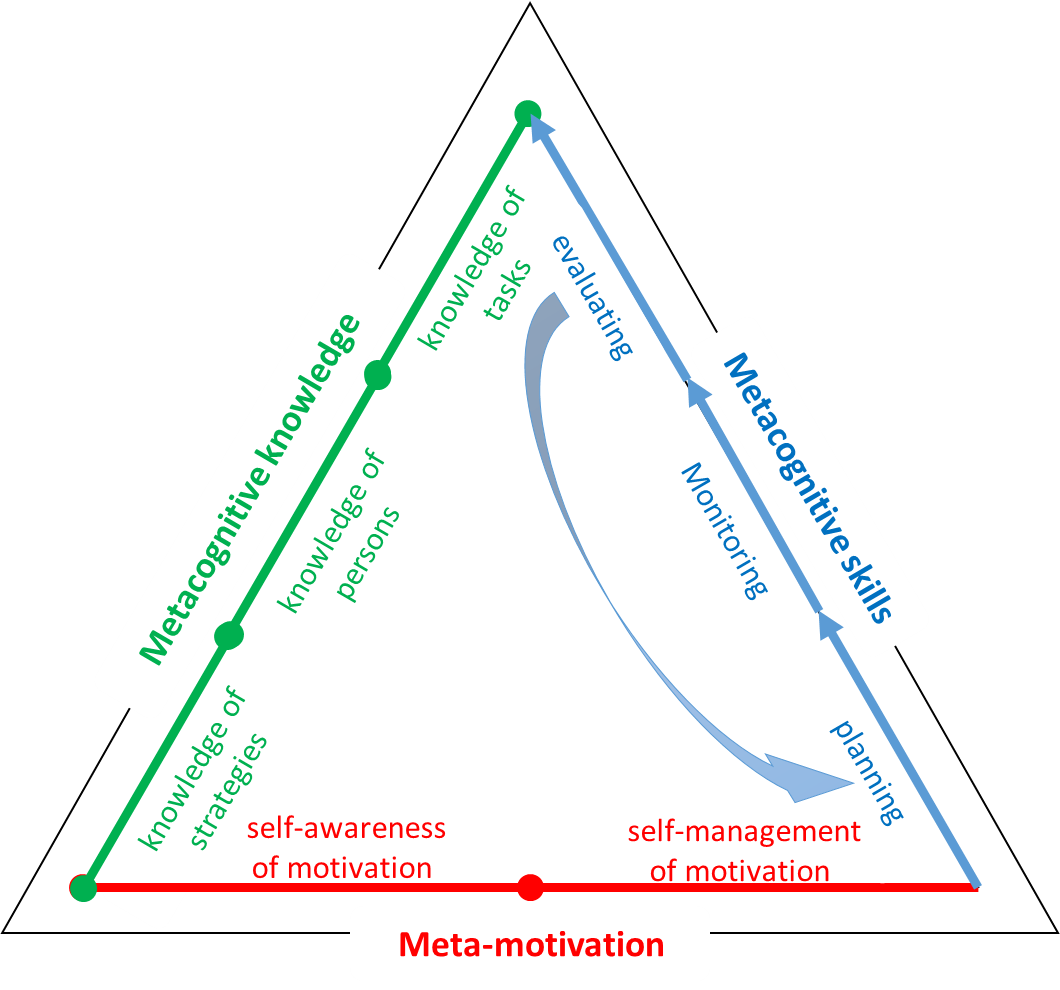 knowledge of
tasks
evaluating
Metacognitive knowledge
Metacognitive skills
knowledge of
persons
Monitoring
knowledge of
strategies
planning
self-awareness
of motivation
self-management
of motivation
Meta-motivation